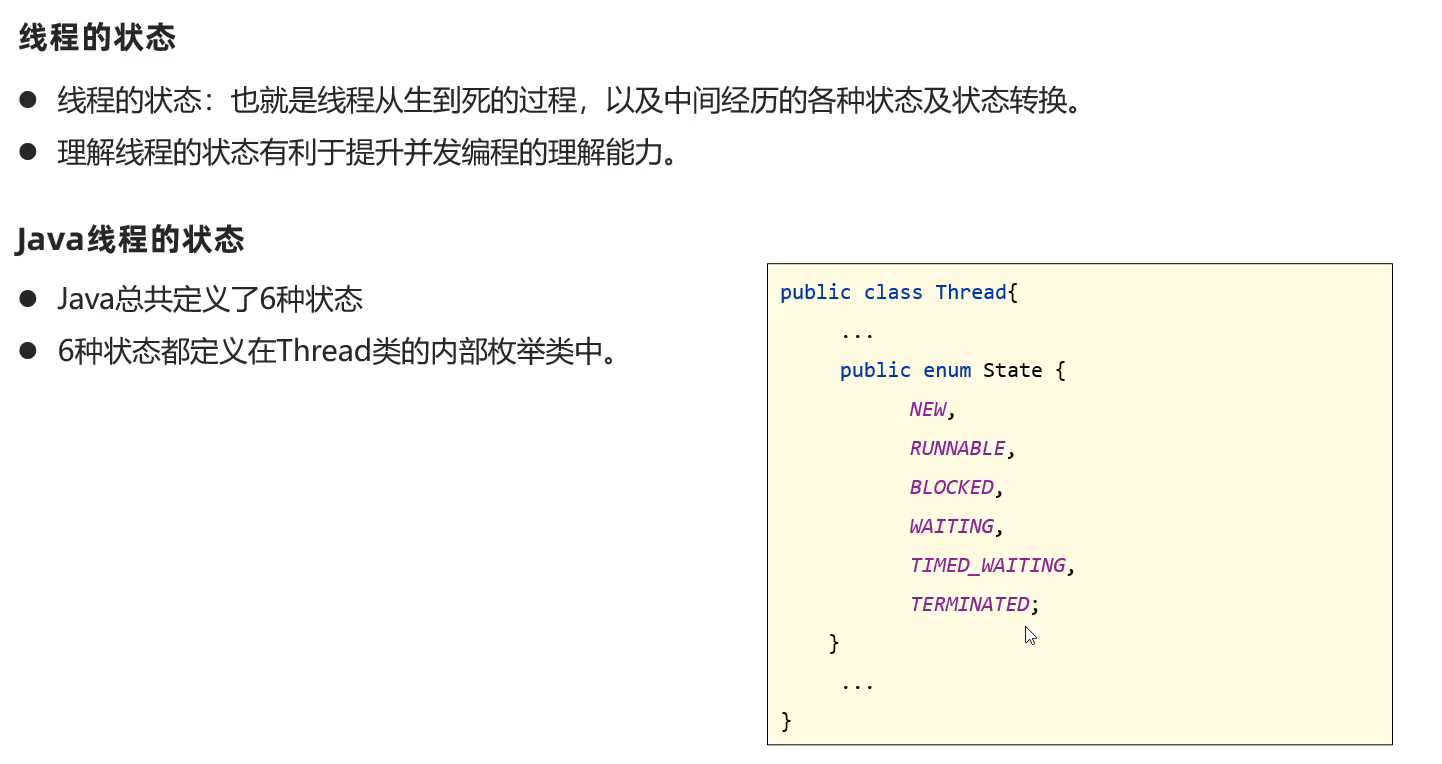 线程的状态
● 线程的状态：也就是线程从生到死的过程，以及中间经历的各种状态及状态转换。
● 理解线程的状态有利于提升并发编程的理解能力。
Java线程的状态
● Java总共定义了6种状态
● 6种状态都定义在Thread类的内部枚举类中。
public class Thread{
...
public enum State {
NEW,
RUNNABLE,
BLOCKED,
WAITING,
TIMED_WAITING,
TERMINATED;
}
...
}